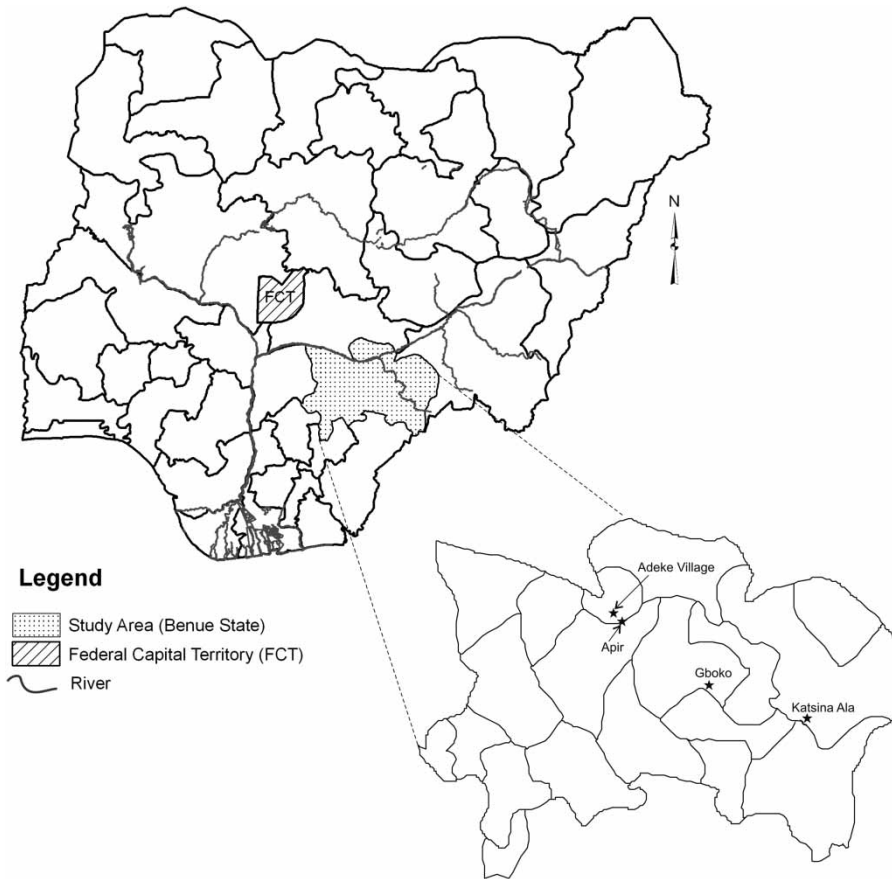 N
FCT
Legend
Study Area (Benue State)
Federal Capital Territory (FCT)
River
Adeke Village
Apir
Gboko
Katsina Ala